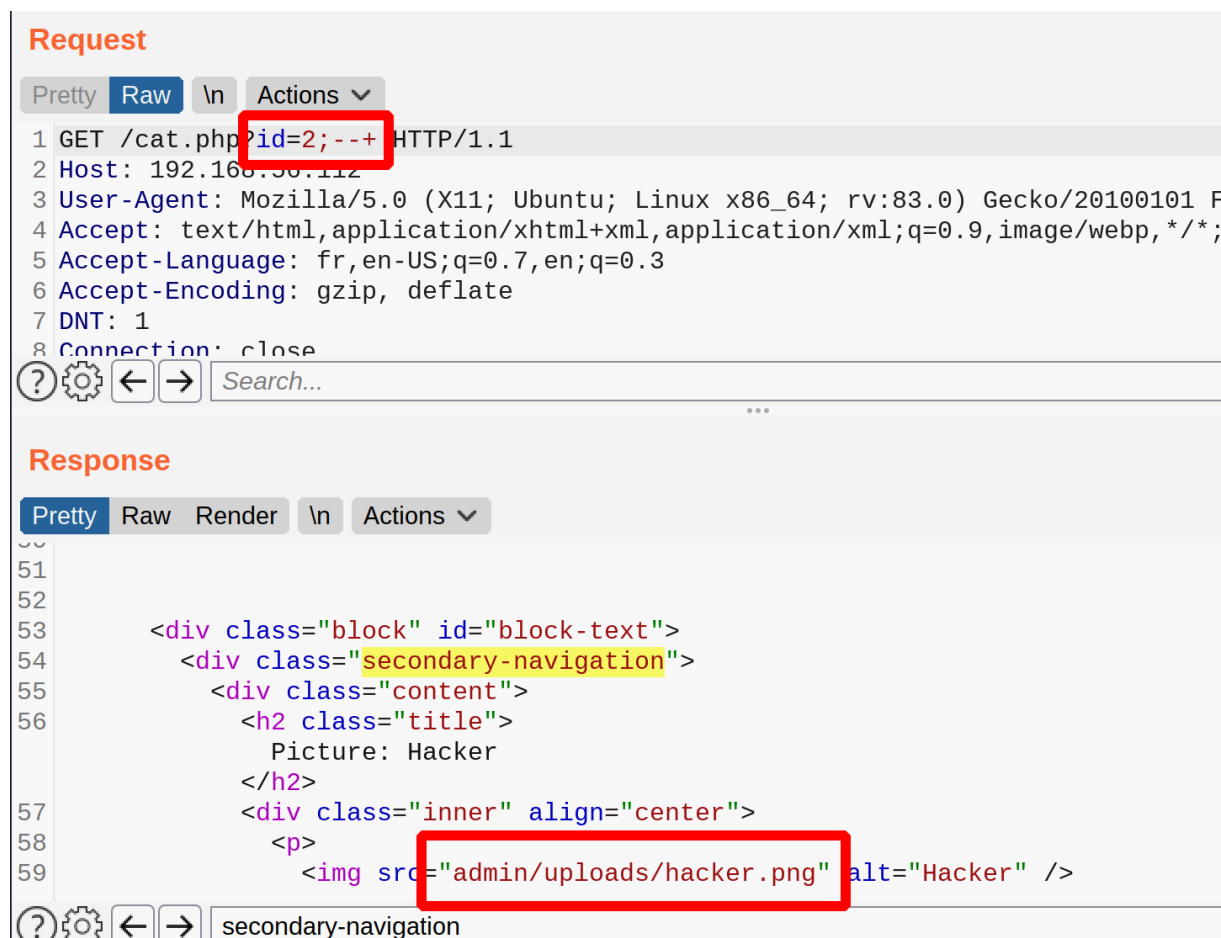 Request
Pretty Raw \n Actions
1 GET /cat.php?id=2;--+ HTTP/1.1
2 Host: 192.168.56.112
3 User-Agent: Mozilla/5.0 (X11; Ubuntu; Linux x86_64; rv:83.0) Gecko/20100101 F
4 Accept: text/html,application/xhtml+xml,application/xml;q=0.9,image/webp,*/*;
5 Accept-Language: fr,en-US;q=0.7,en;q=0.3
6 Accept-Encoding: gzip, deflate
7 DNT: 1
8 Connection: close
? Search...
Response
Pretty Raw Render \n Actions
50
51
52
53 <div class="block" id="block-text">
54 <div class="secondary-navigation">
55 <div class="content">
56 <h2 class="title">
Picture: Hacker
</h2>
57 <div class="inner" align="center">
58 <p>
59 <img src="admin/uploads/hacker.png" alt="Hacker" />
? secondary-navigation